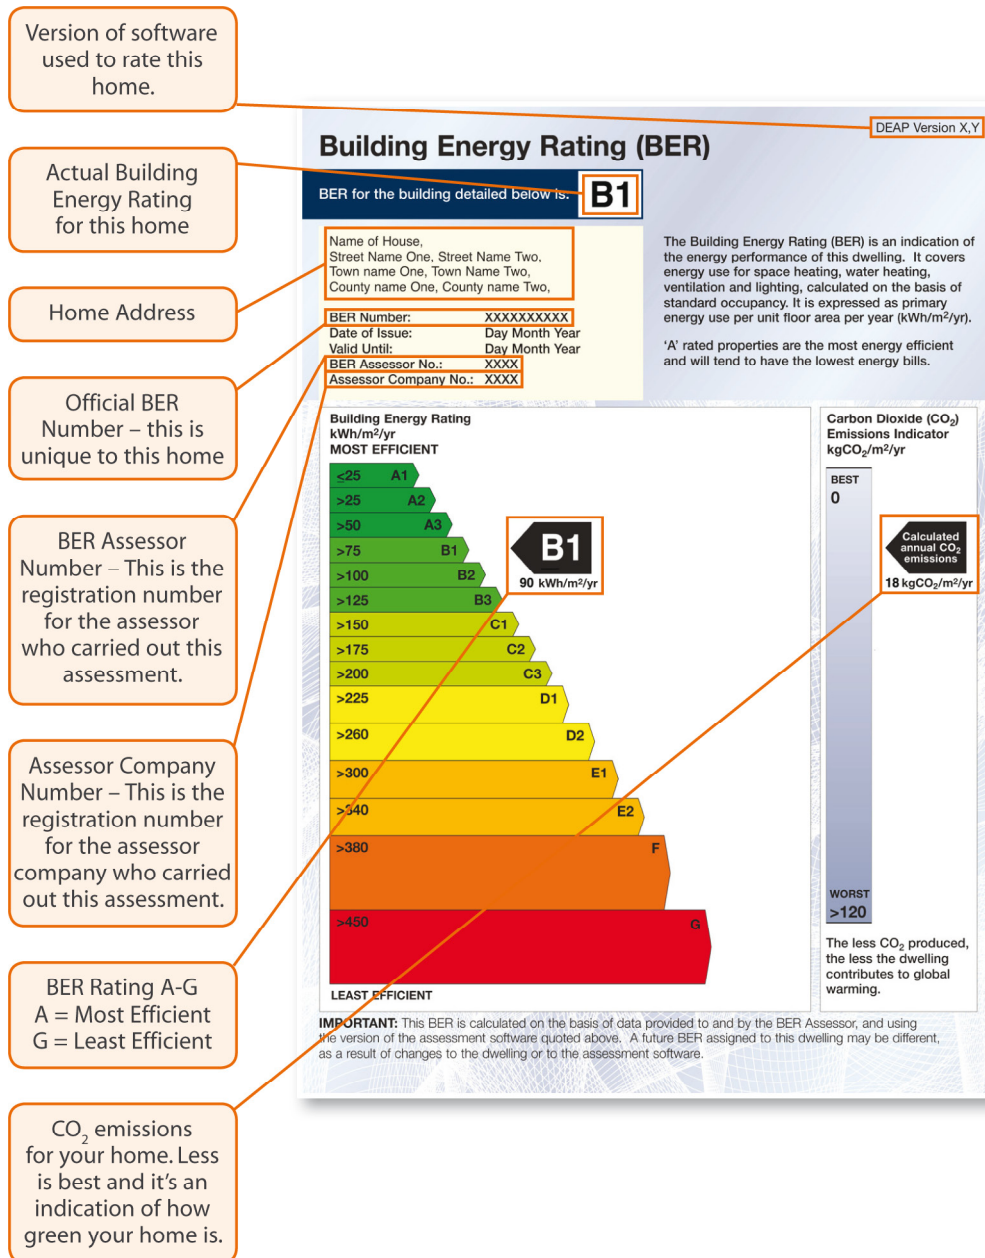 Version of software
used to rate this
home.
Actual Building
Energy Rating
for this home
Home Address
Official BER
Number – this is
unique to this home
BER Assessor
Number – This is the
registration number
for the assessor
who carried out this
assessment.
Assessor Company
Number – This is the
registration number
for the assessor
company who carried
out this assessment.
BER Rating A-G
A = Most Efficient
G = Least Efficient
CO₂ emissions
for your home. Less
is best and it's an
indication of how
green your home is.
DEAP Version X,Y
Building Energy Rating (BER)
BER for the building detailed below is: B1
Name of House,
Street Name One, Street Name Two,
Town name One, Town Name Two,
County name One, County name Two,
BER Number: XXXXXXXXXX
Date of Issue: Day Month Year
Valid Until: Day Month Year
BER Assessor No.: XXXX
Assessor Company No.: XXXX
The Building Energy Rating (BER) is an indication of
the energy performance of this dwelling. It covers
energy use for space heating, water heating,
ventilation and lighting, calculated on the basis of
standard occupancy. It is expressed as primary
energy use per unit floor area per year (kWh/m²/yr).
'A' rated properties are the most energy efficient
and will tend to have the lowest energy bills.
Building Energy Rating
kWh/m²/yr
MOST EFFICIENT
≤25 A1
>25 A2
>50 A3
>75 B1
>100 B2
>125 B3
>150 C1
>175 C2
>200 C3
>225 D1
>260 D2
>300 E1
>340 E2
>380 F
>450 G
LEAST EFFICIENT
B1
90 kWh/m²/yr
Carbon Dioxide (CO₂)
Emissions Indicator
kgCO₂/m²/yr
BEST
0
Calculated
annual CO₂
emissions
18 kgCO₂/m²/yr
WORST
>120
The less CO₂ produced,
the less the dwelling
contributes to global
warming.
IMPORTANT: This BER is calculated on the basis of data provided to and by the BER Assessor, and using
the version of the assessment software quoted above. A future BER assigned to this dwelling may be different,
as a result of changes to the dwelling or to the assessment software.